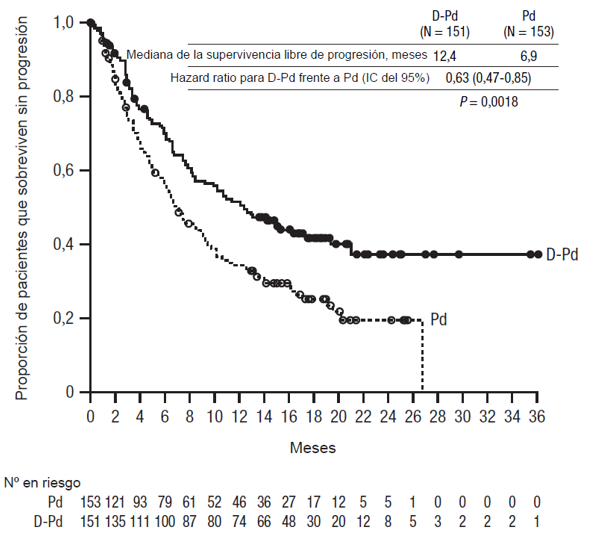 D-Pd Pd
(N = 151) (N = 153)
Mediana de la supervivencia libre de progresión, meses 12,4 6,9
Hazard ratio para D-Pd frente a Pd (IC del 95%) 0,63 (0,47-0,85)
P = 0,0018
Proporción de pacientes que sobreviven sin progresión
1,0
0,8
0,6
0,4
0,2
0
D-Pd
Pd
0 2 4 6 8 10 12 14 16 18 20 22 24 26 28 30 32 34 36
Meses
Nº en riesgo
Pd 153 121 93 79 61 52 46 36 27 17 12 5 5 1 0 0 0 0 0
D-Pd 151 135 111 100 87 80 74 66 48 30 20 12 8 5 3 2 2 2 1